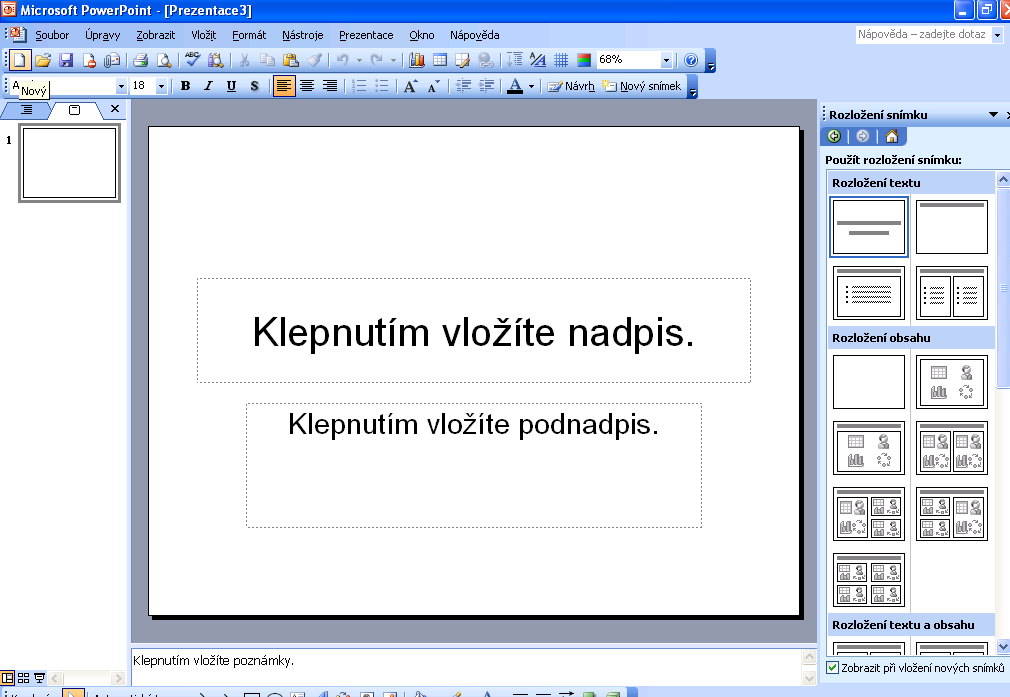 Microsoft PowerPoint - [Prezentace3]
Soubor Úpravy Zobrazit Vložit Formát Nástroje Prezentace Okno Nápověda
Nápověda – zadejte dotaz
68%
18 B I U S A A A Návrh Nový snímek
Nový
Rozložení snímku
1
Použít rozložení snímku:
Rozložení textu
Klepnutím vložíte nadpis.
Rozložení obsahu
Klepnutím vložíte podnadpis.
Rozložení textu a obsahu
Klepnutím vložíte poznámky.
Zobrazit při vložení nových snímků